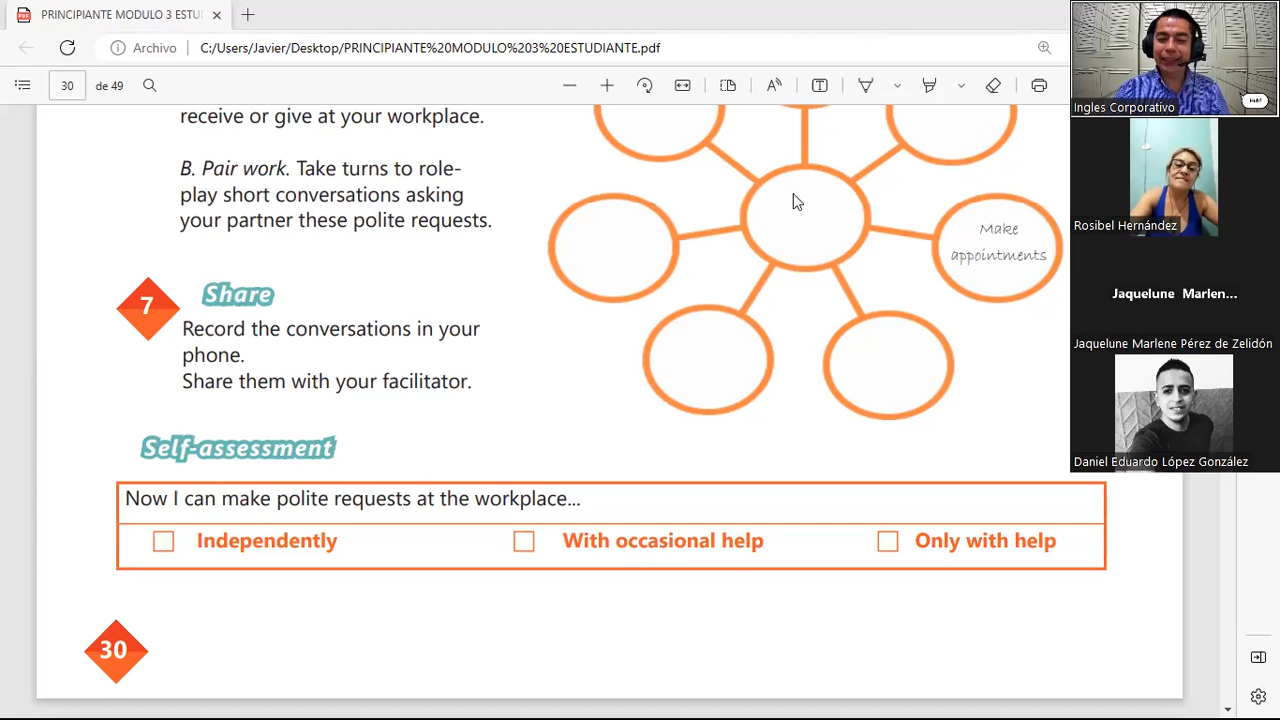 PRINCIPIANTE MODULO 3 ESTU
Archivo
C:/Users/Javier/Desktop/PRINCIPIANTE%20MODULO%203%20ESTUDIANTE.pdf
30
de 49
receive or give at your workplace.
B. Pair work. Take turns to role-
play short conversations asking
your partner these polite requests.
Make
appointments
7
Share
Record the conversations in your
phone.
Share them with your facilitator.
Self-assessment
Now I can make polite requests at the workplace...
Independently
With occasional help
Only with help
30
Ingles Corporativo
Rosibel Hernández
Jaquelune Marlen...
Jaquelune Marlene Pérez de Zelidón
Daniel Eduardo López González